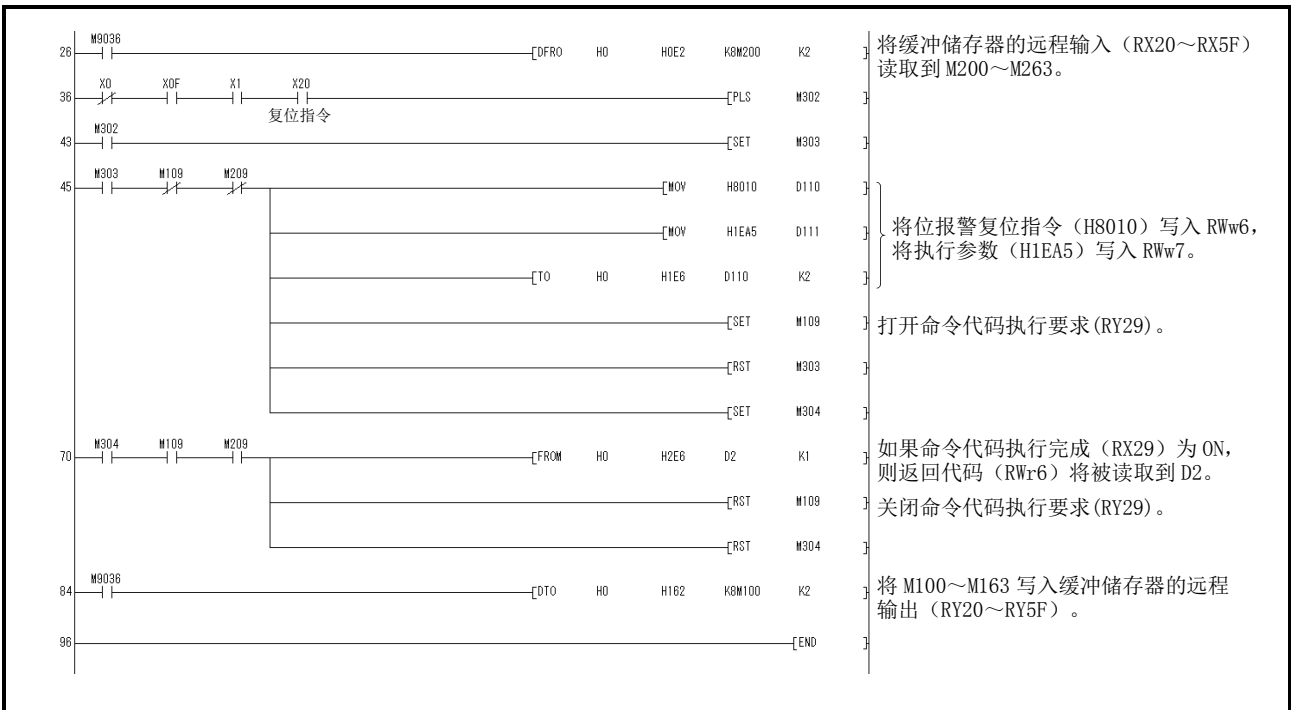 M9036
26 [DFRO H0 H0E2 K8M200 K2 ]
将缓冲储存器的远程输入（RX20～RX5F）
读取到 M200～M263。
X0 X0F X1 X20
36 [PLS M302 ]
复位指令
M302
43 [SET M303 ]
M303 M109 M209
45 [MOV H8010 D110 ]
[MOV H1EA5 D111 ]
将位报警复位指令（H8010）写入 RWw6，
将执行参数（H1EA5）写入 RWw7。
[TO H0 H1E6 D110 K2 ]
[SET M109 ]
打开命令代码执行要求(RY29)。
[RST M303 ]
[SET M304 ]
M304 M109 M209
70 [FROM H0 H2E6 D2 K1 ]
如果命令代码执行完成（RX29）为 ON，
则返回代码（RWr6）将被读取到 D2。
[RST M109 ]
关闭命令代码执行要求(RY29)。
[RST M304 ]
M9036
84 [DTO H0 H162 K8M100 K2 ]
将 M100～M163 写入缓冲储存器的远程
输出（RY20～RY5F）。
96 [END ]